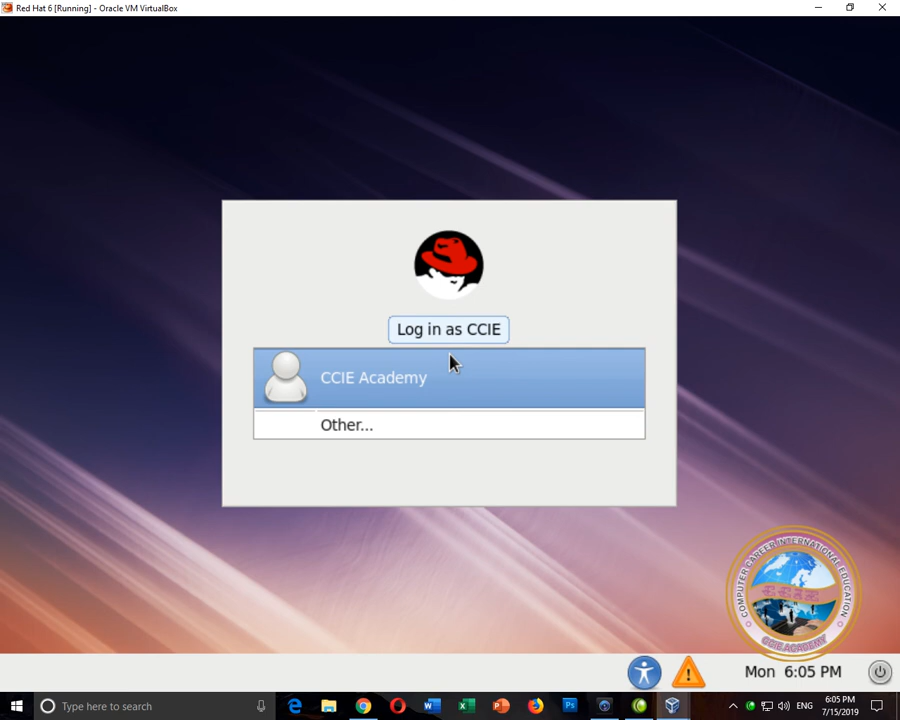 Red Hat 6 [Running] - Oracle VM VirtualBox
Log in as CCIE
CCIE Academy
Other...
COMPUTER CAREER INTERNATIONAL EDUCATION
CCIE
CCIE ACADEMY
Mon 6:05 PM
Type here to search
ENG
6:05 PM
7/15/2019